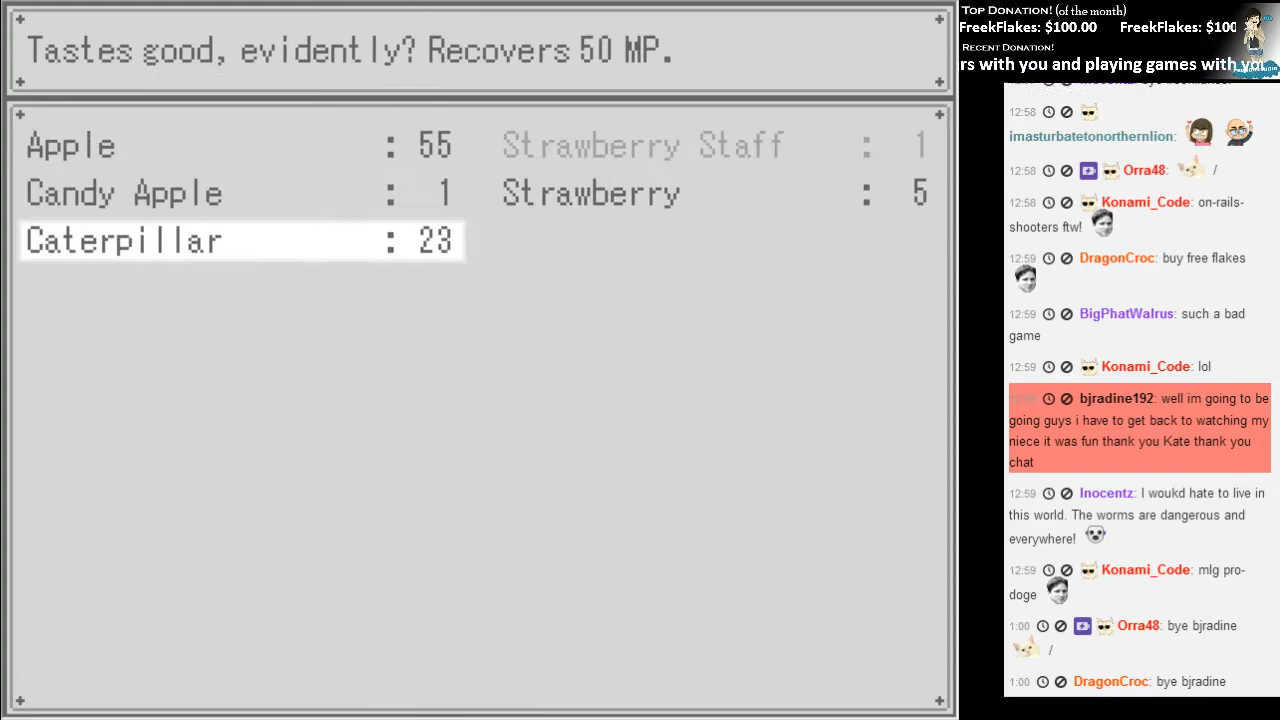 Tastes good, evidently? Recovers 50 MP.
Apple : 55
Strawberry Staff : 1
Candy Apple : 1
Strawberry : 5
Caterpillar : 23
TOP DONATION! (of the month)
FreekFlakes: $100.00 FreekFlakes: $100
RECENT DONATION!
rs with you and playing games with you
12:58
imasturbatetonorthernlion:
12:58 Orra48: /
12:58 Konami_Code: on-rails-
shooters ftw!
12:59 DragonCroc: buy free flakes
12:59 BigPhatWalrus: such a bad
game
12:59 Konami_Code: lol
bjradine192: well im going to be
going guys i have to get back to watching my
niece it was fun thank you Kate thank you
chat
12:59 Inocentz: I woukd hate to live in
this world. The worms are dangerous and
everywhere!
12:59 Konami_Code: mlg pro-
doge
1:00 Orra48: bye bjradine
/
1:00 DragonCroc: bye bjradine